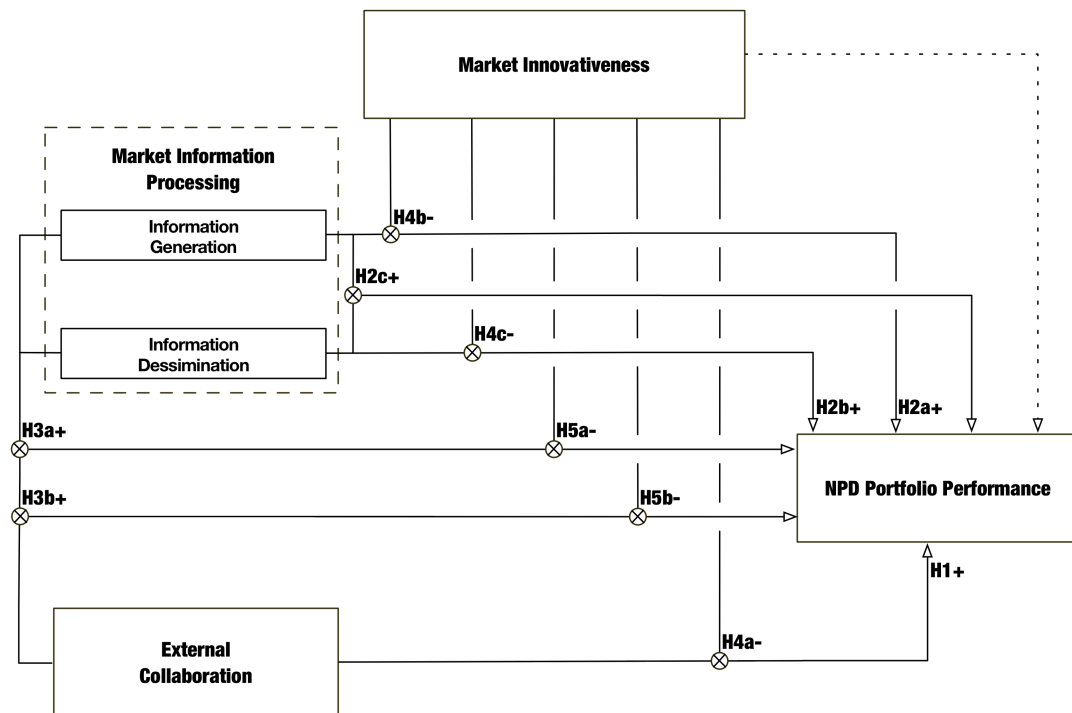 Market Innovativeness
Market Information
Processing
Information
Generation
H4b-
H2c+
Information
Dessimination
H4c-
H2b+
H2a+
H3a+
H5a-
NPD Portfolio Performance
H3b+
H5b-
H1+
External
Collaboration
H4a-